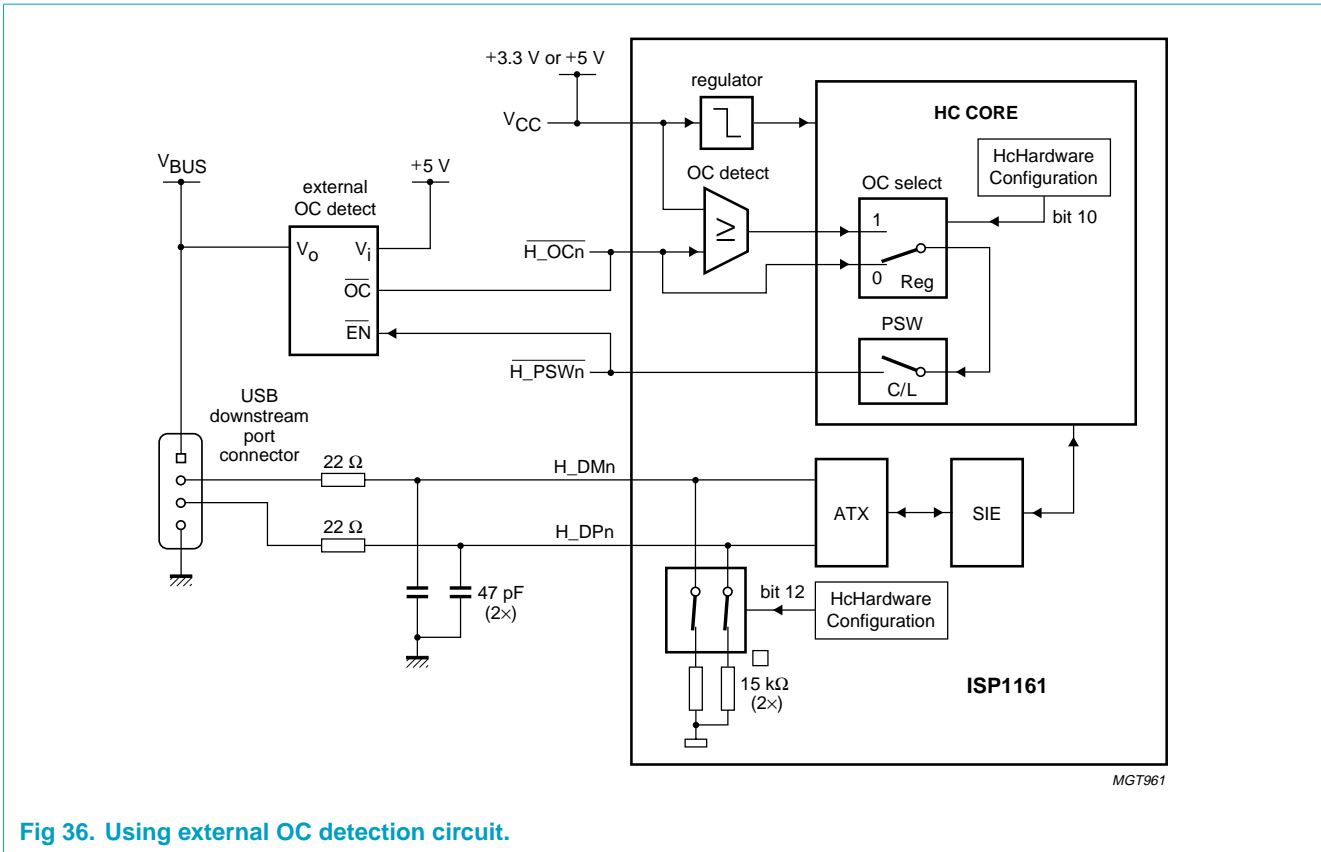 +3.3 V or +5 V
regulator
HC CORE
VCC
HcHardware
Configuration
VBUS
+5 V
OC detect
OC select
external
OC detect
bit 10
1
≥
Vo
Vi
H_OCn
0
Reg
OC
EN
PSW
H_PSWn
C/L
USB
downstream
port
connector
22 Ω
H_DMn
ATX
SIE
22 Ω
H_DPn
47 pF
(2×)
bit 12
HcHardware
Configuration
15 kΩ
(2×)
ISP1161
MGT961
Fig 36. Using external OC detection circuit.